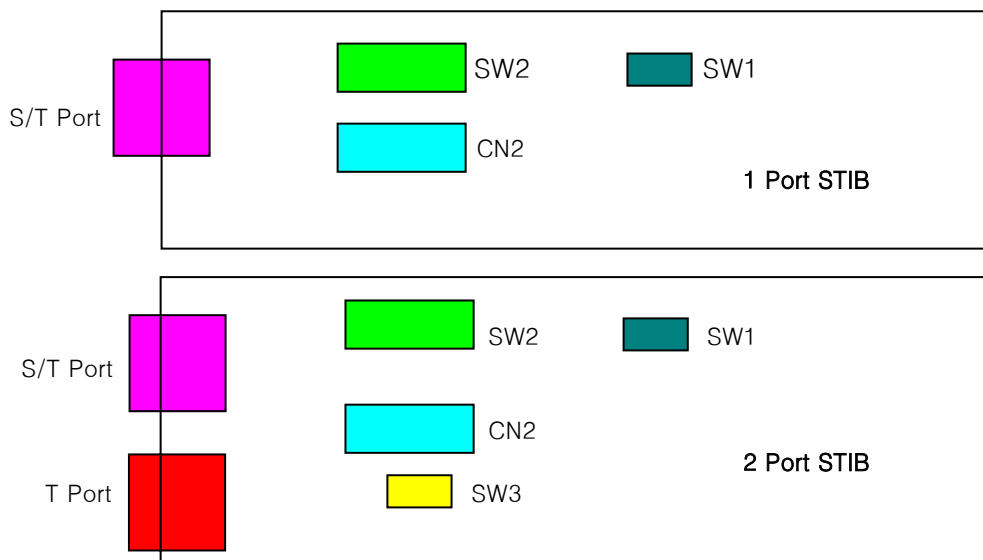 SW2
SW1
S/T Port
CN2
1 Port STIB
SW2
SW1
S/T Port
CN2
2 Port STIB
T Port
SW3